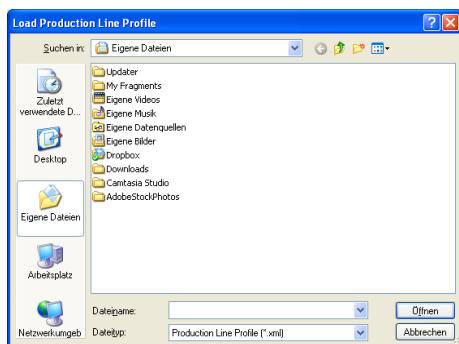 Load Production Line Profile
Suchen in:
Eigene Dateien
Zuletzt
verwendete D...
Desktop
Eigene Dateien
Arbeitsplatz
Netzwerkumgeb
Updater
My Fragments
Eigene Videos
Eigene Musik
Eigene Datenquellen
Eigene Bilder
Dropbox
Downloads
Camtasia Studio
AdobeStockPhotos
Dateiname:
Öffnen
Dateityp:
Production Line Profile (*.xml)
Abbrechen